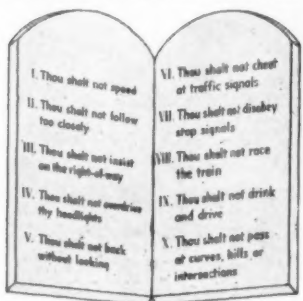 I. Thou shalt not speed
II. Thou shalt not follow
too closely
III. Thou shalt not insist
on the right-of-way
IV. Thou shalt not overdrive
thy headlights
V. Thou shalt not back
without looking
VI. Thou shalt not cheat
at traffic signals
VII. Thou shalt not disobey
stop signals
VIII. Thou shalt not race
the train
IX. Thou shalt not drink
and drive
X. Thou shalt not pass
at curves, hills or
intersections